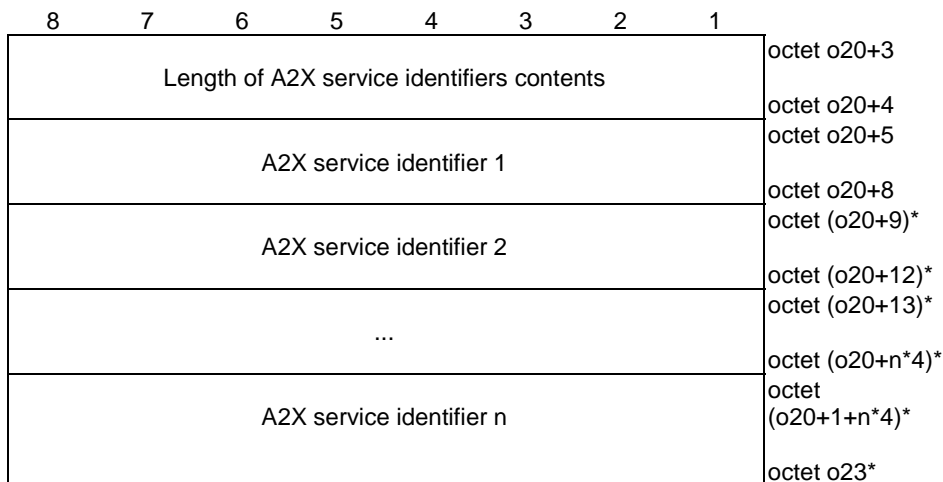 8 7 6 5 4 3 2 1
octet o20+3
Length of A2X service identifiers contents
octet o20+4
octet o20+5
A2X service identifier 1
octet o20+8
octet (o20+9)*
A2X service identifier 2
octet (o20+12)*
octet (o20+13)*
...
octet (o20+n*4)*
octet
A2X service identifier n (o20+1+n*4)*
octet o23*